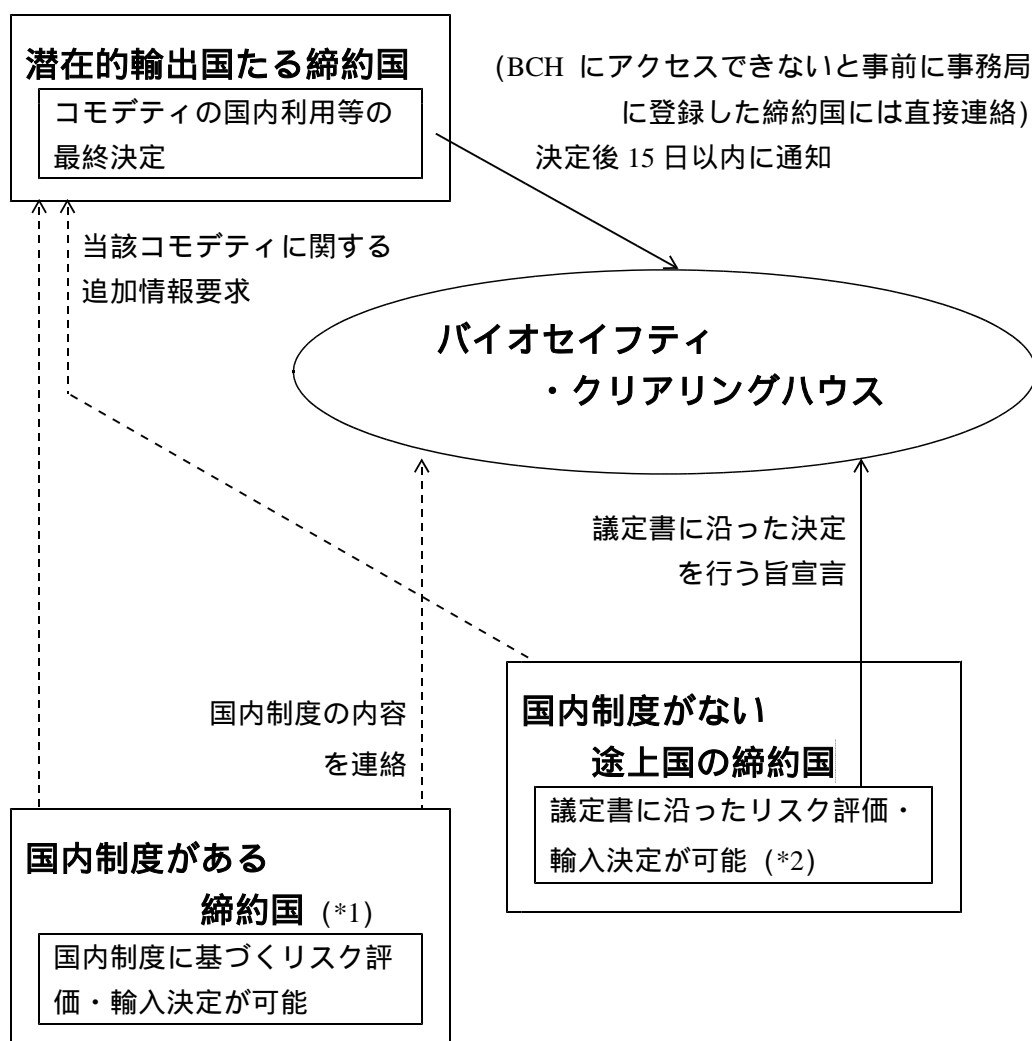 潜在的輸出国たる締約国
コモデティの国内利用等の
最終決定
(BCH にアクセスできないと事前に事務局
に登録した締約国には直接連絡)
決定後 15 日以内に通知
当該コモデティに関する
追加情報要求
バイオセイフティ
・クリアリングハウス
議定書に沿った決定
を行う旨宣言
国内制度の内容
を連絡
国内制度がない
途上国の締約国
議定書に沿ったリスク評価・
輸入決定が可能 (*2)
国内制度がある
締約国 (*1)
国内制度に基づくリスク評
価・輸入決定が可能